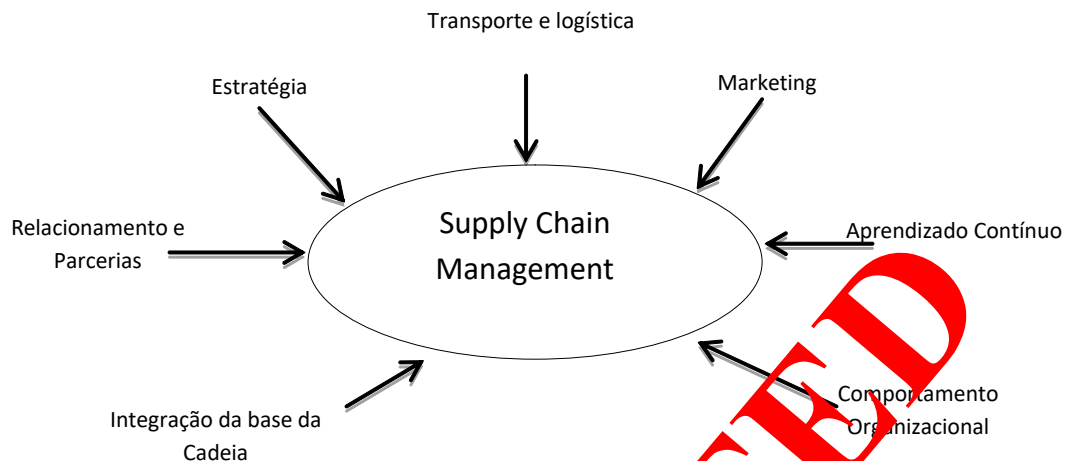 Transporte e logística
Estratégia
Marketing
Supply Chain
Management
Relacionamento e
Parcerias
Aprendizado Contínuo
Integração da base da
Cadeia
Comportamento
Organizacional